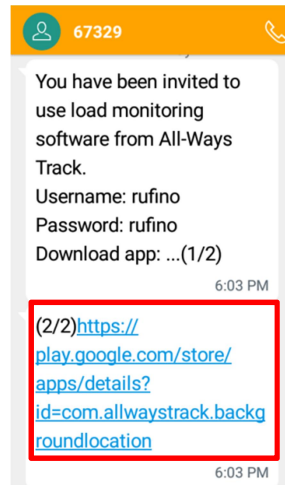 67329
You have been invited to
use load monitoring
software from All-Ways
Track.
Username: rufino
Password: rufino
Download app: ...(1/2)
6:03 PM
(2/2)https://
play.google.com/store/
apps/details?
id=com.allwaystrack.backg
roundlocation
6:03 PM